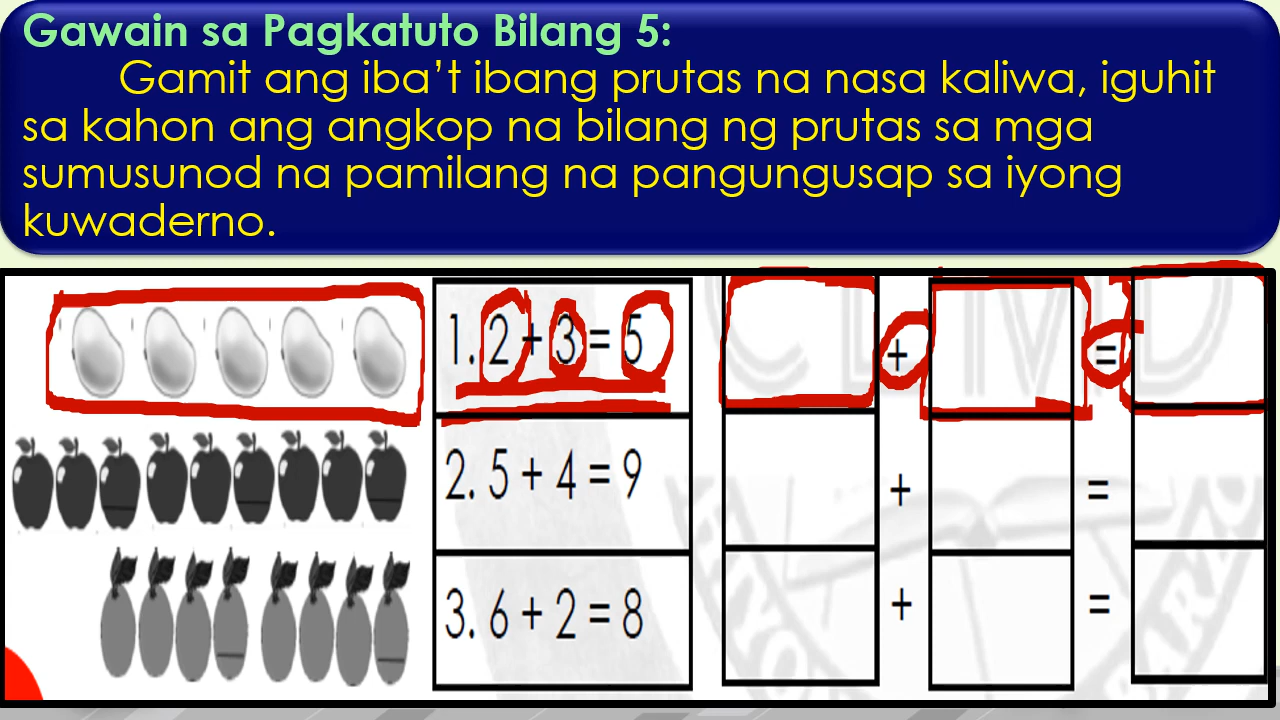 Gawain sa Pagkatuto Bilang 5:
Gamit ang iba’t ibang prutas na nasa kaliwa, iguhit
sa kahon ang angkop na bilang ng prutas sa mga
sumusunod na pamilang na pangungusap sa iyong
kuwaderno.
1. 2 + 3 = 5 + =
2. 5 + 4 = 9 + =
3. 6 + 2 = 8 + =